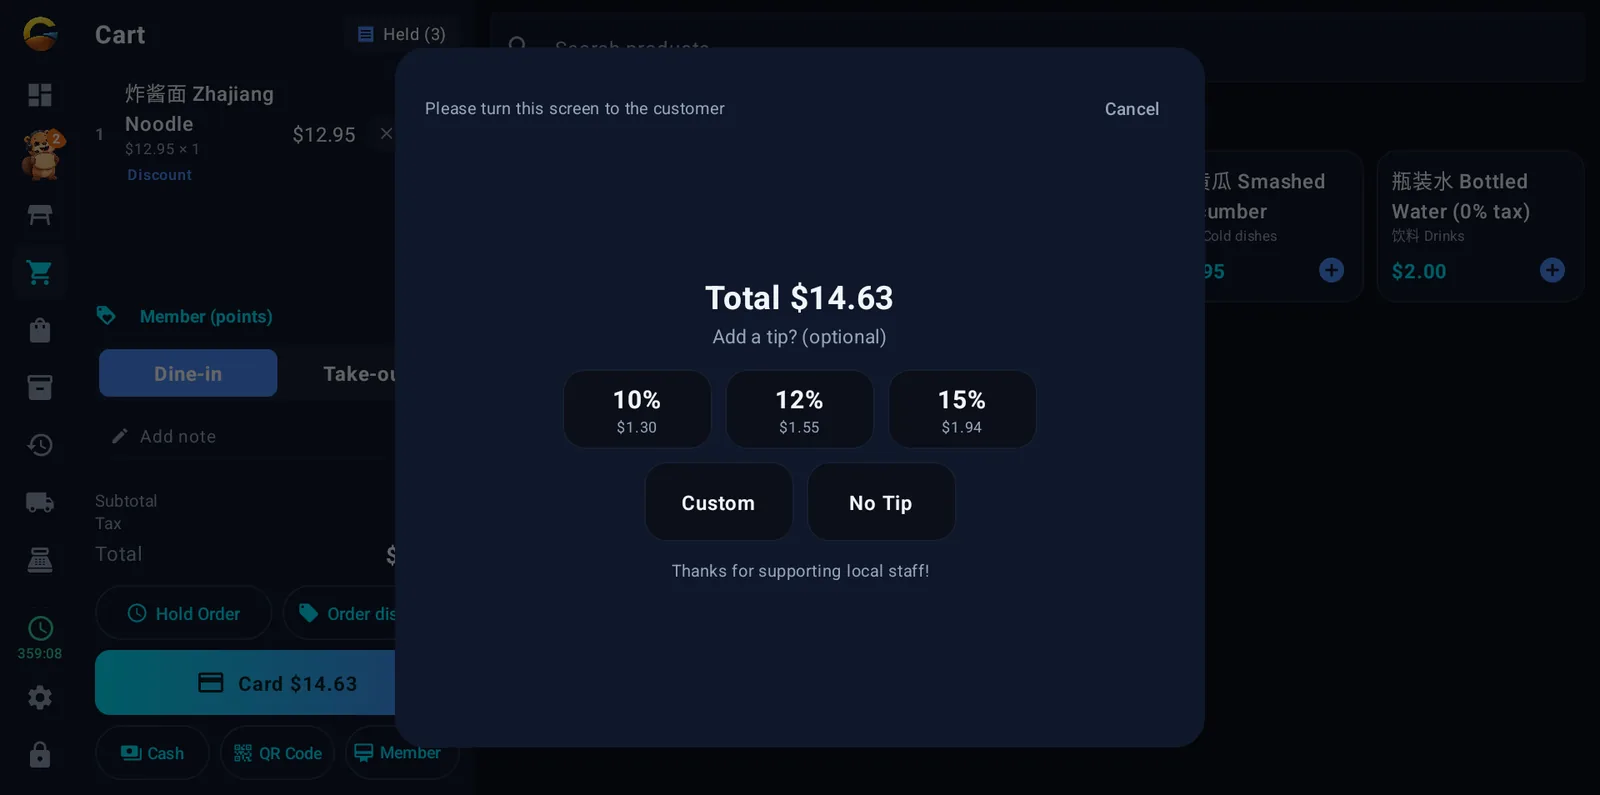 Cart
Held (3)
Search products
1
炸酱面 Zhajiang
Noodle
$12.95 × 1
Discount
$12.95
2
Member (points)
Dine-in
Add note
Subtotal
Tax
Total
$
Hold Order
Card $14.63
Cash
QR Code
Member
359:08
Please turn this screen to the customer
Cancel
Total $14.63
Add a tip? (optional)
10%
$1.30
12%
$1.55
15%
$1.94
Custom
No Tip
Thanks for supporting local staff!
瓜 Smashed
Cold dishes
瓶装水 Bottled
Water (0% tax)
饮料 Drinks
$2.00